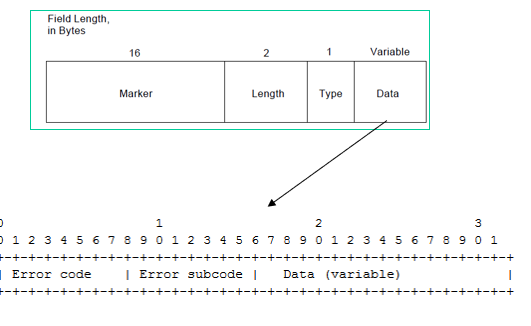 Field Length,
in Bytes
16 2 1 Variable
Marker Length Type Data
0 1 2 3
0 1 2 3 4 5 6 7 8 9 0 1 2 3 4 5 6 7 8 9 0 1 2 3 4 5 6 7 8 9 0 1
+-+-+-+-+-+-+-+-+-+-+-+-+-+-+-+-+-+-+-+-+-+-+-+-+-+-+-+-+-+-+-+-+
| Error code | Error subcode | Data (variable) |
+-+-+-+-+-+-+-+-+-+-+-+-+-+-+-+-+-+-+-+-+-+-+-+-+-+-+-+-+-+-+-+-+